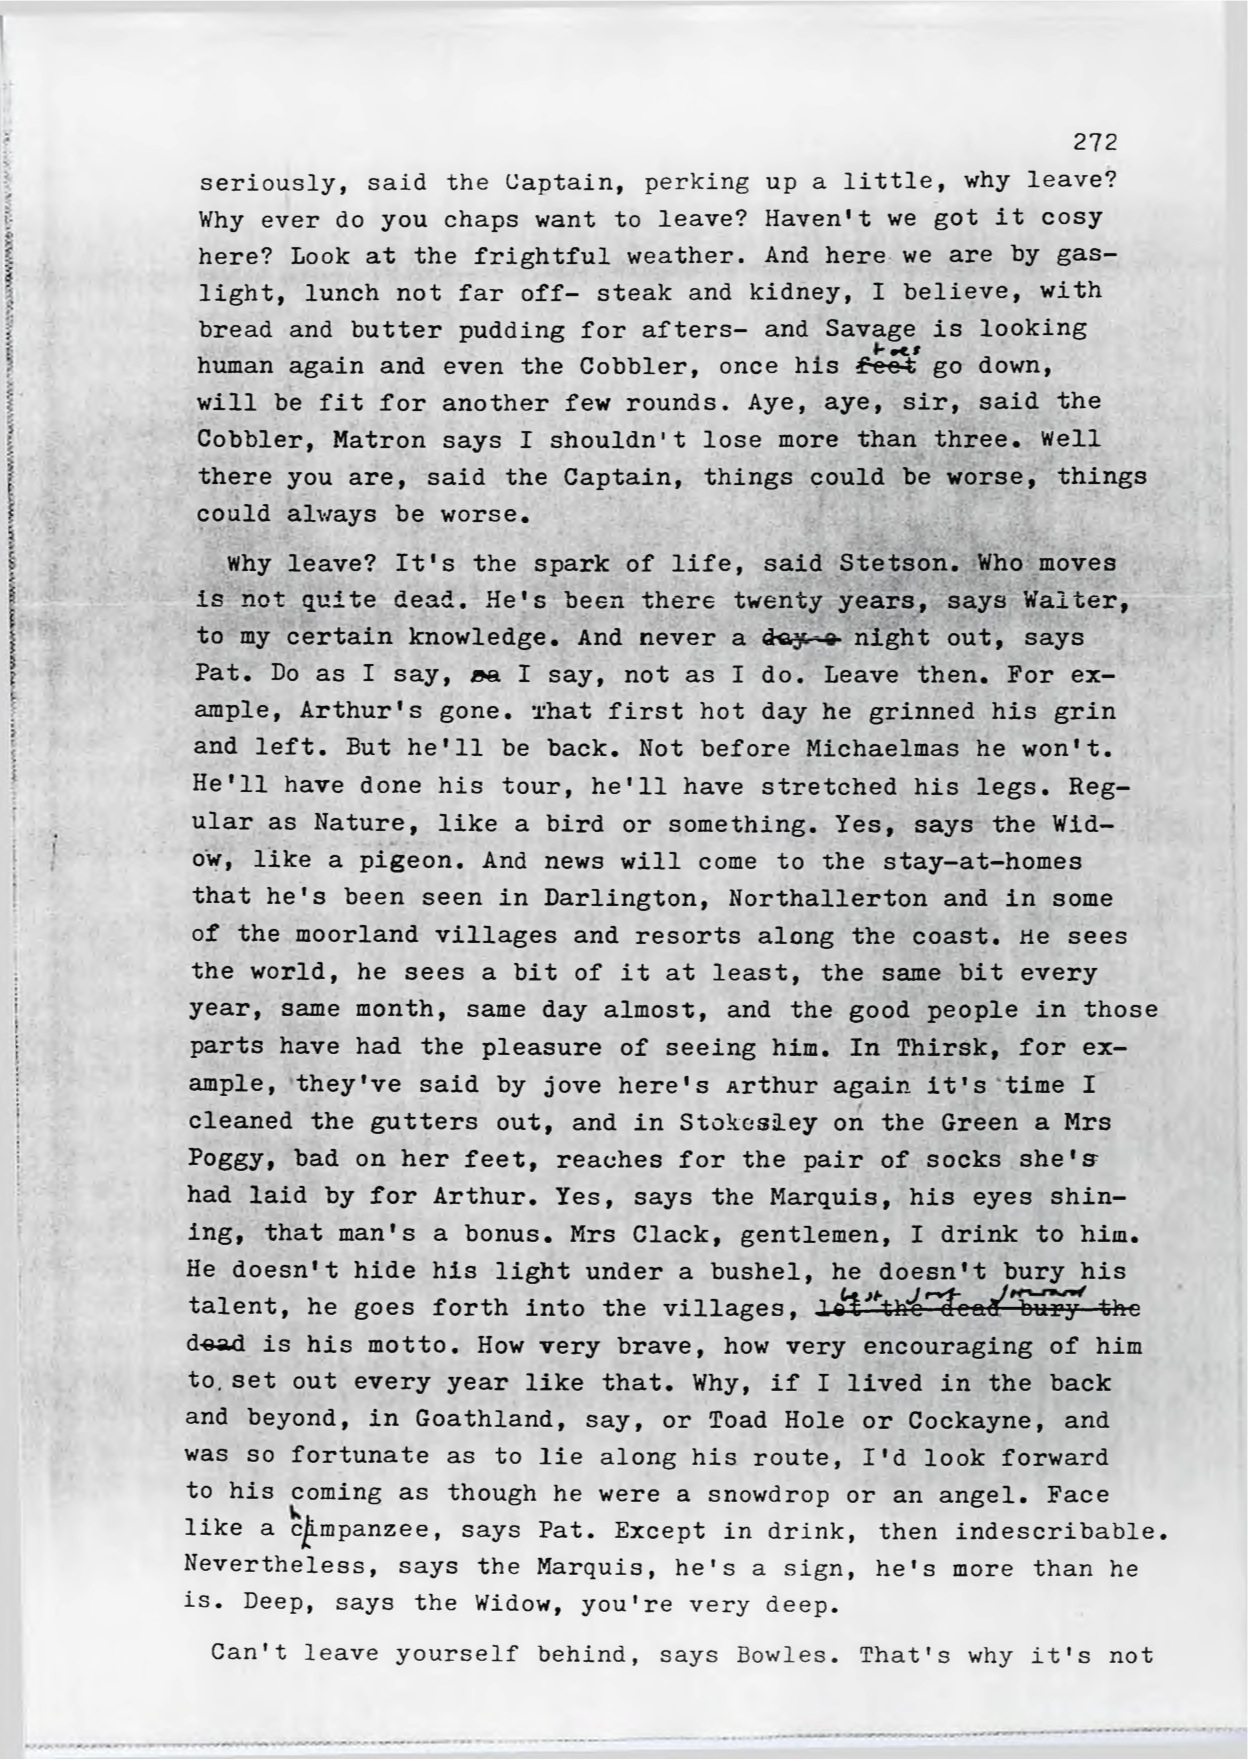 272
seriously, said the Captain, perking up a little, why leave?
Why ever do you chaps want to leave? Haven't we got it cosy
here? Look at the frightful weather. And here we are by gas-
light, lunch not far off- steak and kidney, I believe, with
bread and butter pudding for afters- and Savage is looking
toes
human again and even the Cobbler, once his feet go down,
will be fit for another few rounds. Aye, aye, sir, said the
Cobbler, Matron says I shouldn't lose more than three. Well
there you are, said the Captain, things could be worse, things
could always be worse.
Why leave? It's the spark of life, said Stetson. Who moves
is not quite dead. He's been there twenty years, says Walter,
to my certain knowledge. And never a day o night out, says
Pat. Do as I say, sa I say, not as I do. Leave then. For ex-
ample, Arthur's gone. That first hot day he grinned his grin
and left. But he'll be back. Not before Michaelmas he won't.
He'll have done his tour, he'll have stretched his legs. Reg-
ular as Nature, like a bird or something. Yes, says the Wid-
ow, like a pigeon. And news will come to the stay-at-homes
that he's been seen in Darlington, Northallerton and in some
of the moorland villages and resorts along the coast. He sees
the world, he sees a bit of it at least, the same bit every
year, same month, same day almost, and the good people in those
parts have had the pleasure of seeing him. In Thirsk, for ex-
ample, they've said by jove here's Arthur again it's time I
cleaned the gutters out, and in Stokesley on the Green a Mrs
Poggy, bad on her feet, reaches for the pair of socks she's
had laid by for Arthur. Yes, says the Marquis, his eyes shin-
ing, that man's a bonus. Mrs Clack, gentlemen, I drink to him.
He doesn't hide his light under a bushel, he doesn't bury his
best foot forward
talent, he goes forth into the villages, let the dead bury the
dead is his motto. How very brave, how very encouraging of him
to set out every year like that. Why, if I lived in the back
and beyond, in Goathland, say, or Toad Hole or Cockayne, and
was so fortunate as to lie along his route, I'd look forward
to his coming as though he were a snowdrop or an angel. Face
like a chimpanzee, says Pat. Except in drink, then indescribable.
Nevertheless, says the Marquis, he's a sign, he's more than he
is. Deep, says the Widow, you're very deep.
Can't leave yourself behind, says Bowles. That's why it's not